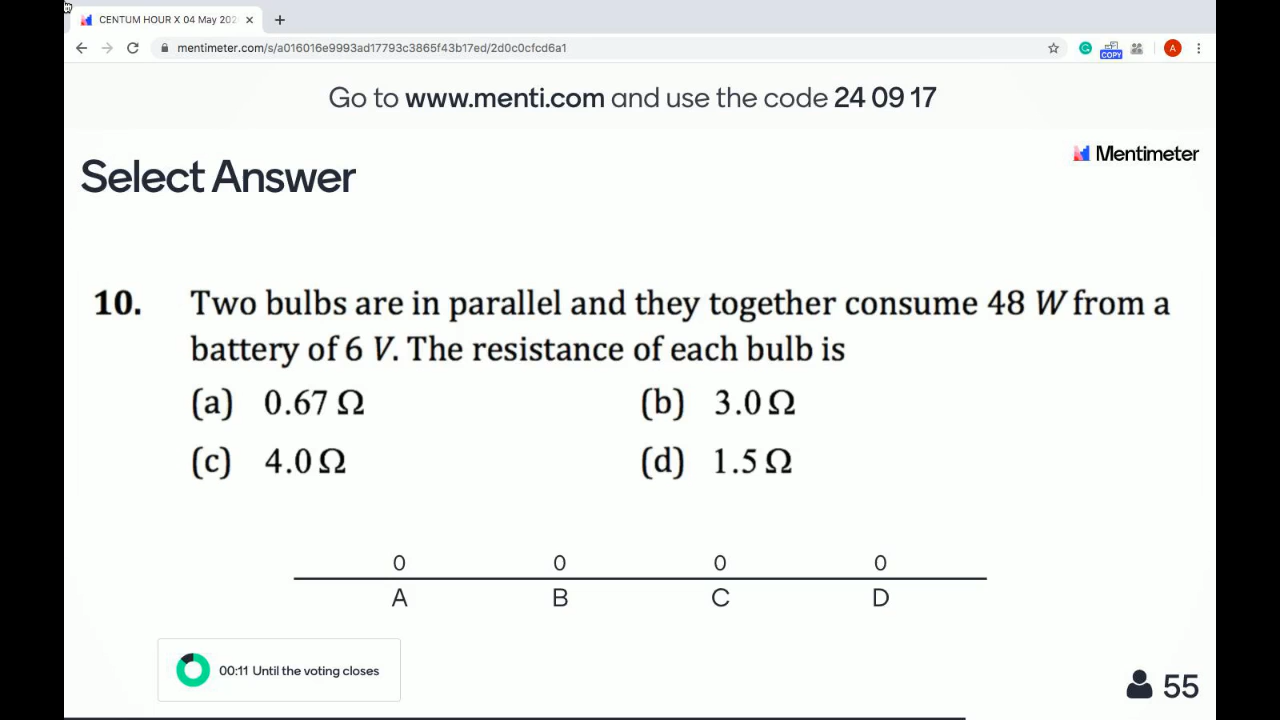 CENTUM HOUR X 04 May 202
mentimeter.com/s/a016016e9993ad17793c3865f43b17ed/2d0c0cfcd6a1
COPY
A
Go to www.menti.com and use the code 24 09 17
Mentimeter
Select Answer
10. Two bulbs are in parallel and they together consume 48 W from a
battery of 6 V. The resistance of each bulb is
(a) 0.67 Ω (b) 3.0 Ω
(c) 4.0 Ω (d) 1.5 Ω
0 0 0 0
A B C D
00:11 Until the voting closes
55